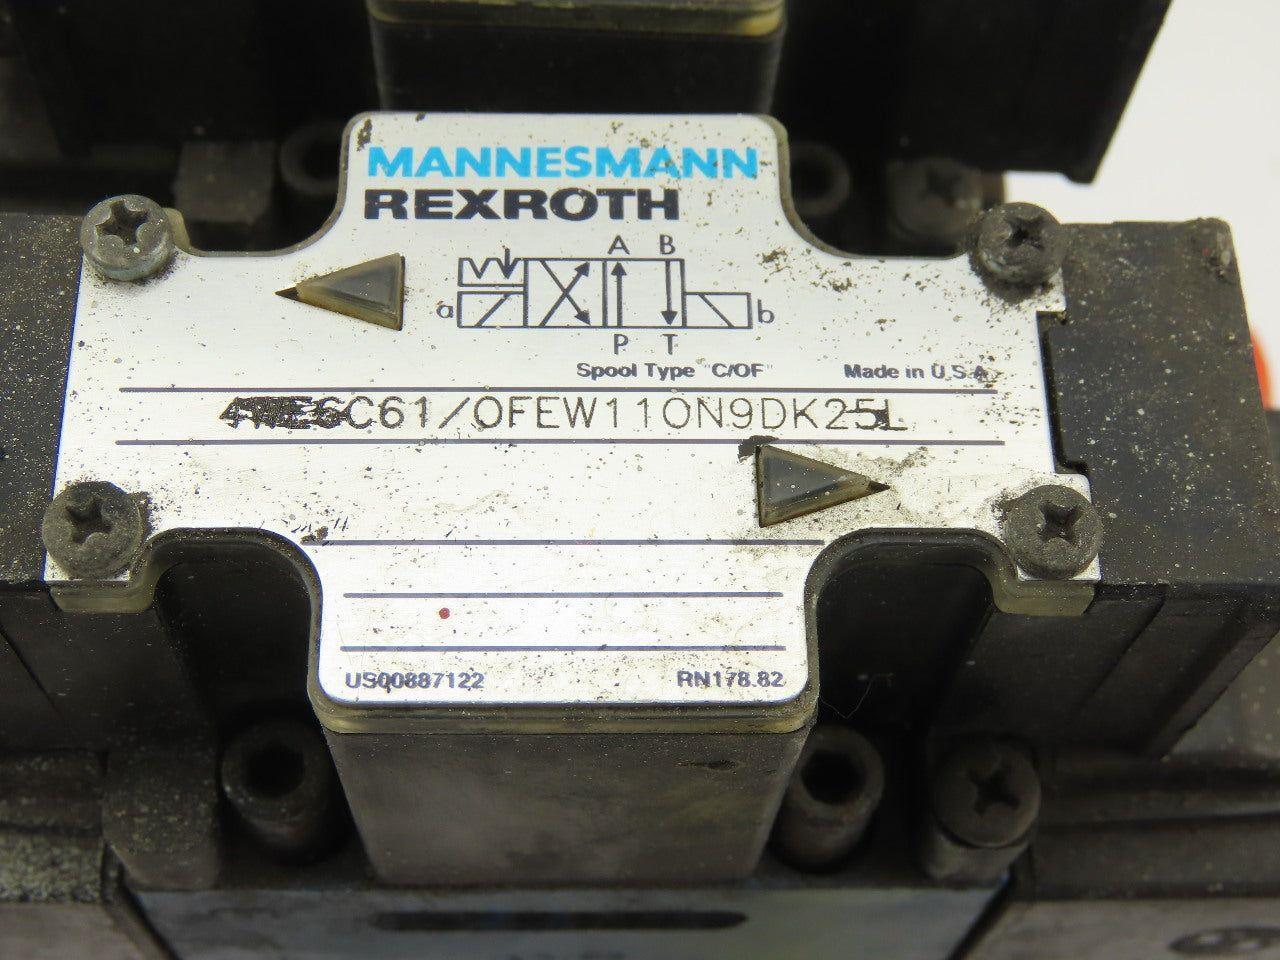 MANNESMANN
REXROTH
A B
a b
P T
Spool Type "C/OF" Made in U.S.A.
4WE6C61/OFEW110N9DK25L
US00887122 RN178.82